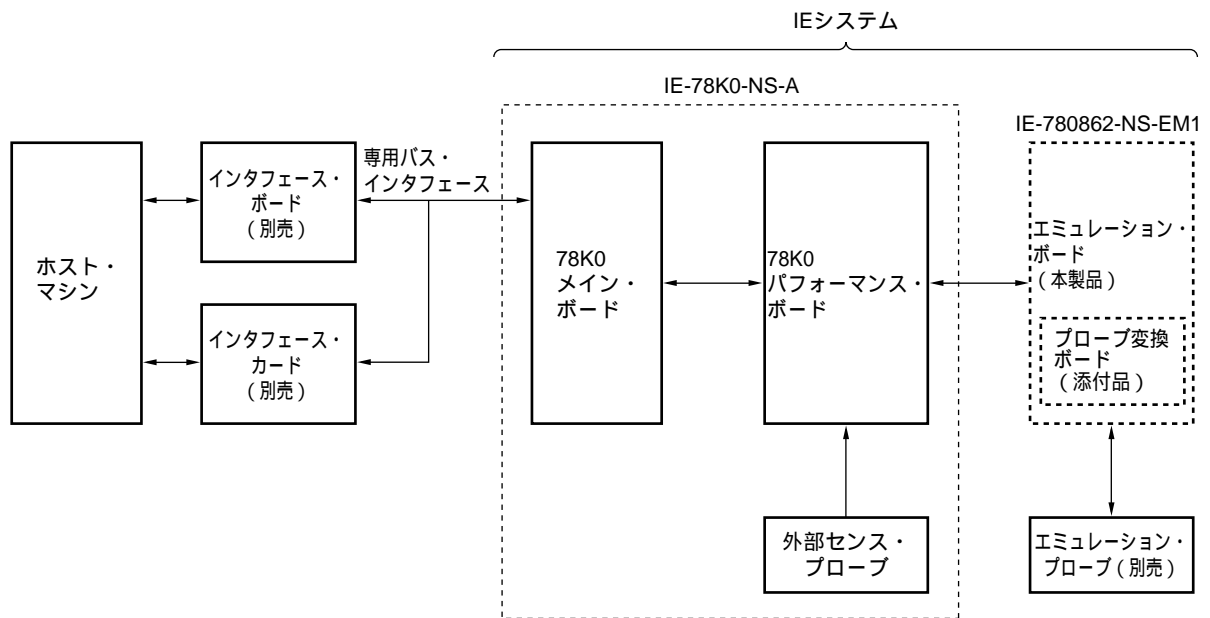 IEシステム
IE-78K0-NS-A
IE-780862-NS-EM1
ホスト・
マシン
インタフェース・
ボード
(別売)
インタフェース・
カード
(別売)
専用バス・
インタフェース
78K0
メイン・
ボード
78K0
パフォーマンス・
ボード
エミュレーション・
ボード
(本製品)
プローブ変換
ボード
(添付品)
外部センス・
プローブ
エミュレーション・
プローブ(別売)